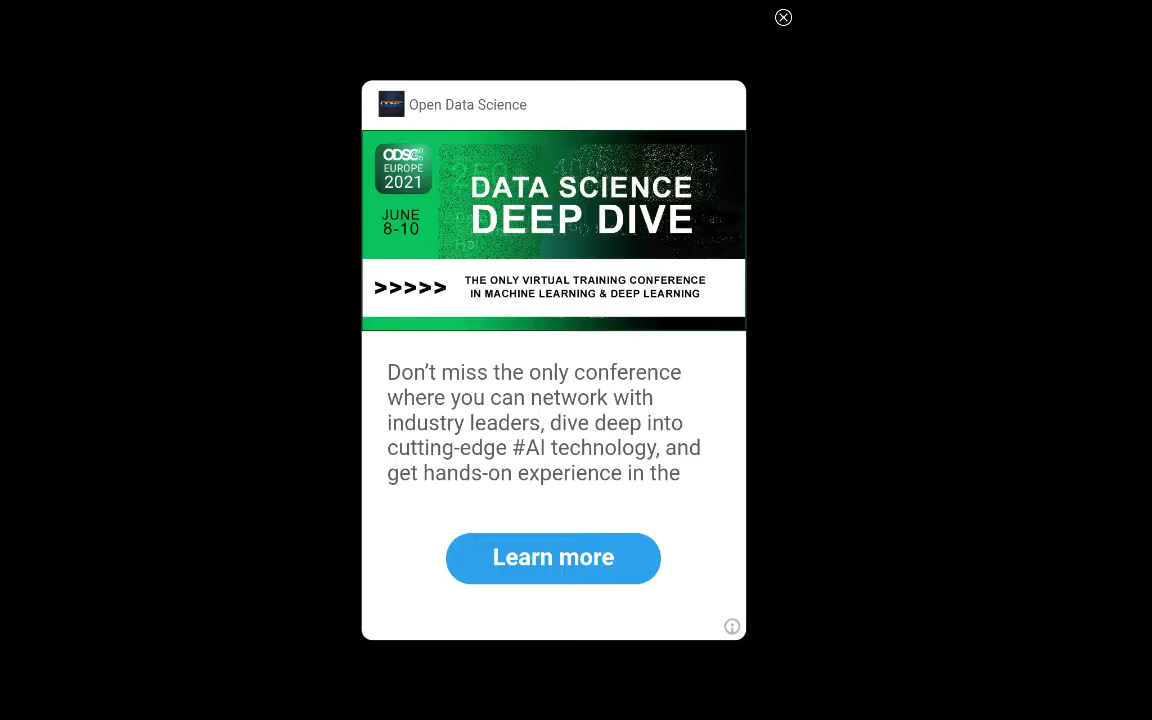 Open Data Science
ODSC
EUROPE
2021
JUNE
8-10
DATA SCIENCE
DEEP DIVE
>>>>>
THE ONLY VIRTUAL TRAINING CONFERENCE
IN MACHINE LEARNING & DEEP LEARNING
Don’t miss the only conference
where you can network with
industry leaders, dive deep into
cutting-edge #AI technology, and
get hands-on experience in the
Learn more